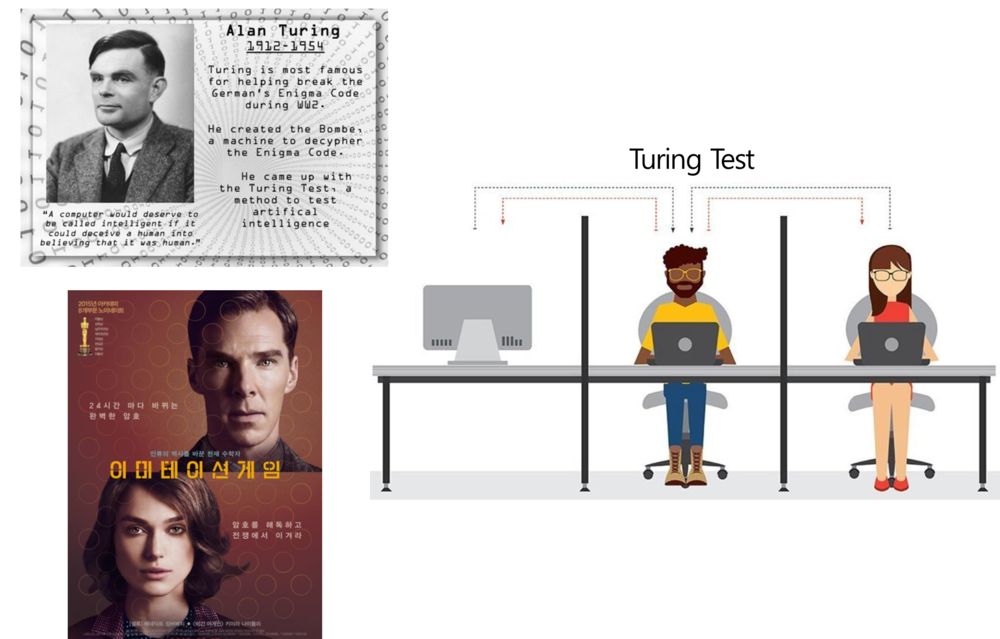 Alan Turing
1912-1954
Turing is most famous
for helping break the
German's Enigma Code
during WW2.
He created the Bombe,
a machine to decypher
the Enigma Code.
He came up with
the Turing Test, a
method to test
artifical
intelligence
"A computer would deserve to
be called intelligent if it
could deceive a human into
believing that it was human."
Turing Test
2015년 아카데미
8개부문 노미네이트
24시간 마다 바뀌는
완벽한 암호
인류의 역사를 바꾼 천재 수학자
이미테이션게임
암호를 해독하고
전쟁에서 이겨라
[셜록] 베네딕트 컴버배치 ● <비긴 어게인> 키이라 나이틀리